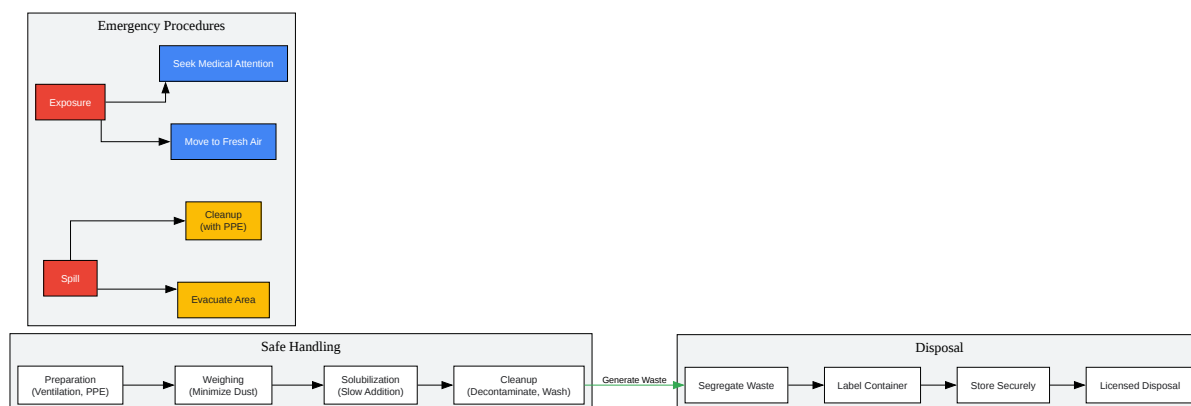 Emergency Procedures
Seek Medical Attention
Exposure
Move to Fresh Air
Cleanup
(with PPE)
Spill
Evacuate Area
Safe Handling
Preparation
(Ventilation, PPE)
Weighing
(Minimize Dust)
Solubilization
(Slow Addition)
Cleanup
(Decontaminate, Wash)
Generate Waste
Disposal
Segregate Waste
Label Container
Store Securely
Licensed Disposal